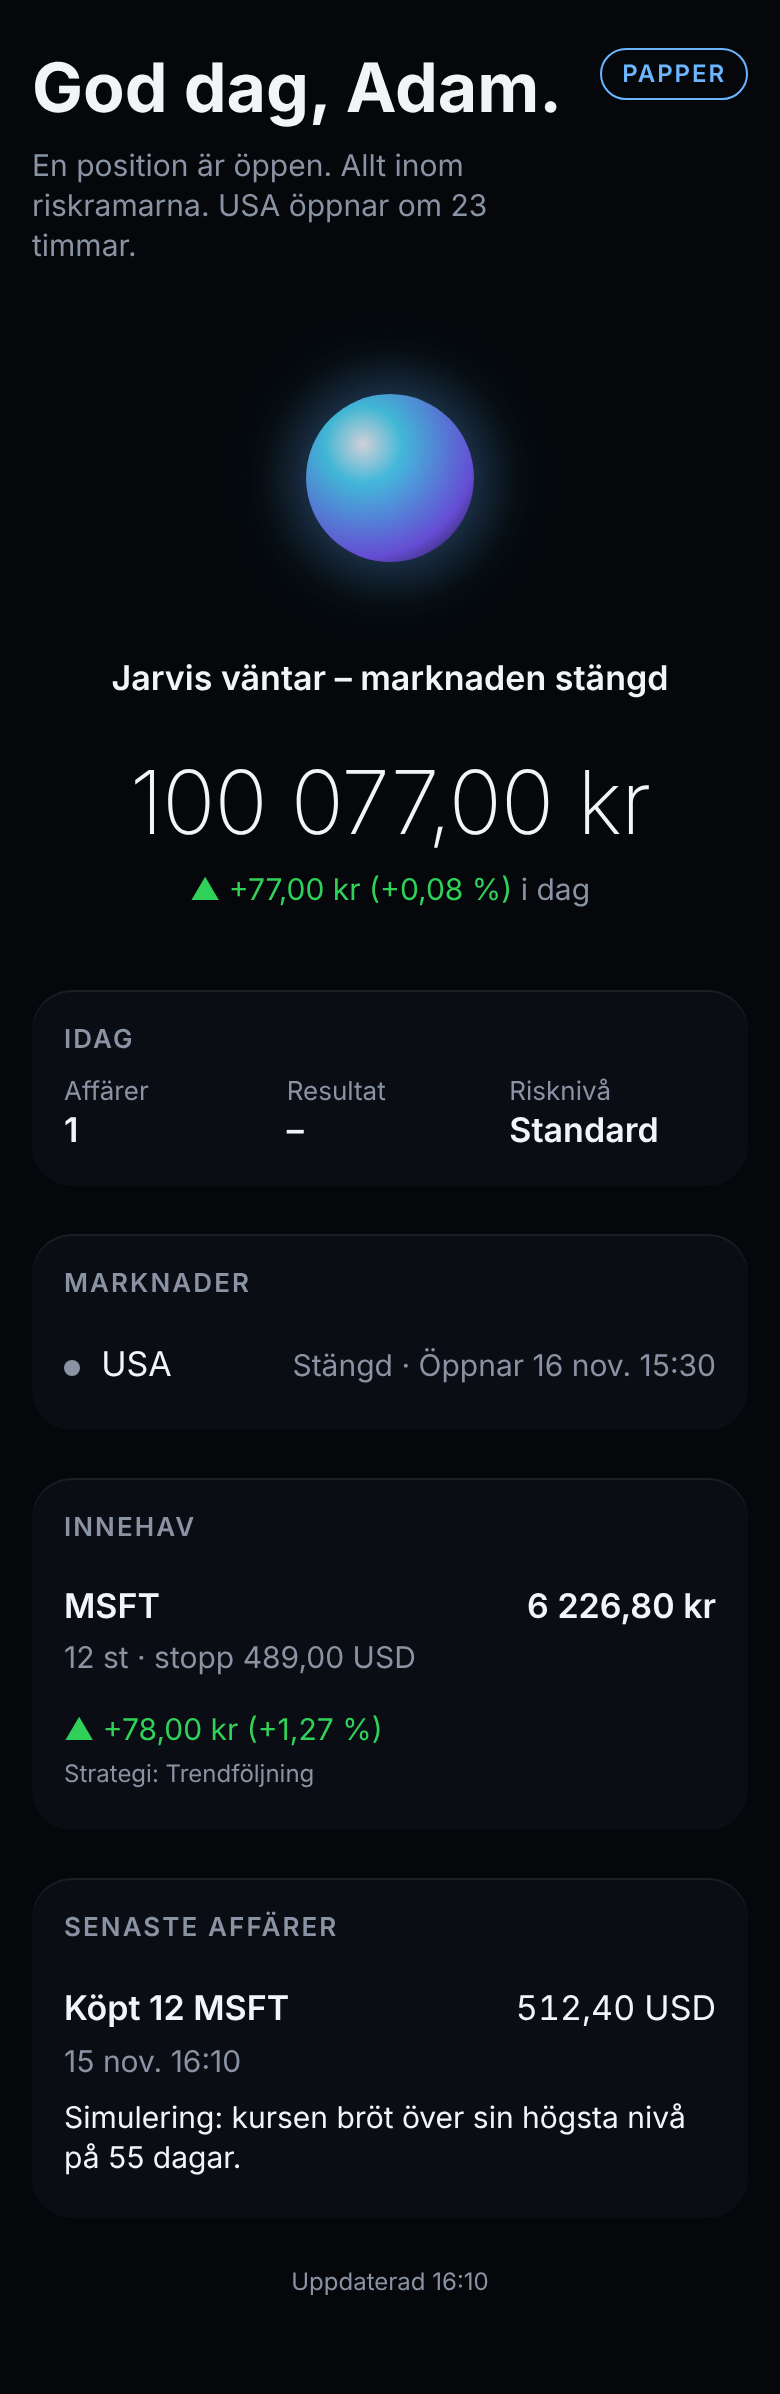 God dag, Adam.
PAPPER
En position är öppen. Allt inom
riskramarna. USA öppnar om 23
timmar.
Jarvis väntar – marknaden stängd
100 077,00 kr
▲ +77,00 kr (+0,08 %) i dag
IDAG
Affärer Resultat Risknivå
1 – Standard
MARKNADER
USA Stängd · Öppnar 16 nov. 15:30
INNEHAV
MSFT 6 226,80 kr
12 st · stopp 489,00 USD
▲ +78,00 kr (+1,27 %)
Strategi: Trendföljning
SENASTE AFFÄRER
Köpt 12 MSFT 512,40 USD
15 nov. 16:10
Simulering: kursen bröt över sin högsta nivå
på 55 dagar.
Uppdaterad 16:10